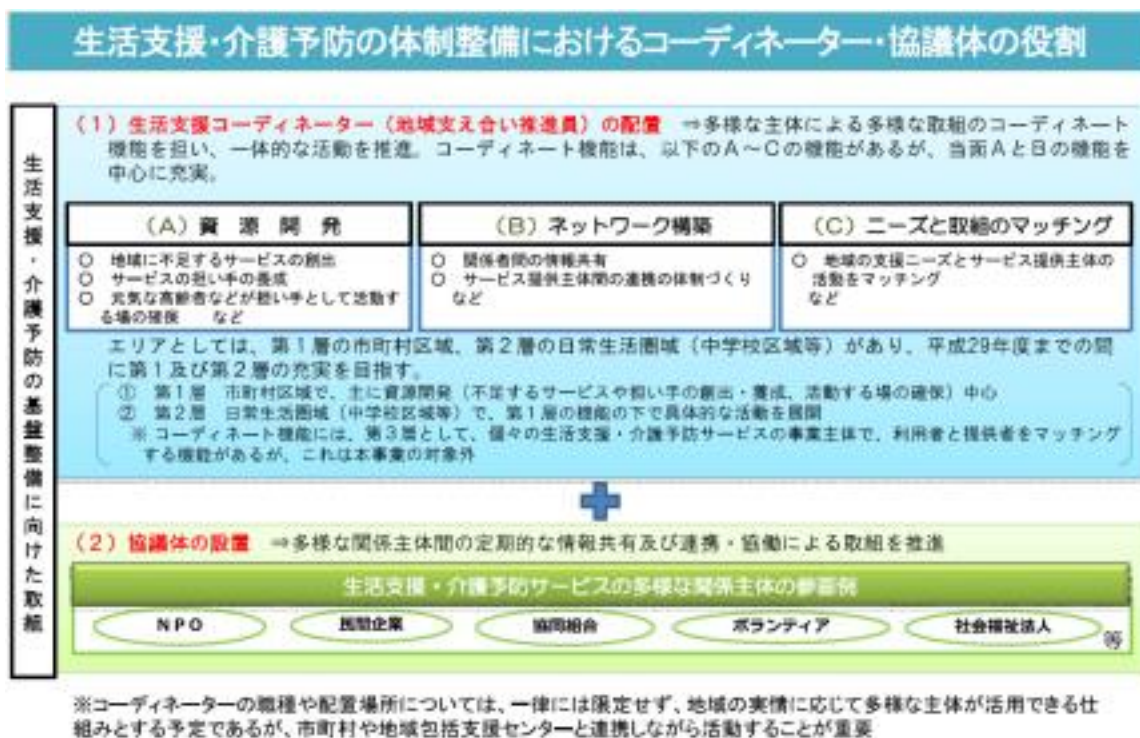 生活支援・介護予防の体制整備におけるコーディネーター・協議体の役割
生活支援・介護予防の基盤整備に向けた取組
（１）生活支援コーディネーター（地域支え合い推進員）の配置　⇒多様な主体による多様な取組のコーディネート
機能を担い、一体的な活動を推進。コーディネート機能は、以下のＡ～Ｃの機能があるが、当面ＡとＢの機能を
中心に充実。
（Ａ）資　源　開　発
○　地域に不足するサービスの創出
○　サービスの担い手の養成
○　元気な高齢者などが担い手として活動す
る場の確保　　など
（Ｂ）ネットワーク構築
○　関係者間の情報共有
○　サービス提供主体間の連携の体制づくり
など
（Ｃ）ニーズと取組のマッチング
○　地域の支援ニーズとサービス提供主体の
活動をマッチング
など
エリアとしては、第１層の市町村区域、第２層の日常生活圏域（中学校区域等）があり、平成29年度までの間
に第１及び第２層の充実を目指す。
①　第１層　市町村区域で、主に資源開発（不足するサービスや担い手の創出・養成、活動する場の確保）中心
②　第２層　日常生活圏域（中学校区域等）で、第１層の機能の下で具体的な活動を展開
※ コーディネート機能には、第３層として、個々の生活支援・介護予防サービスの事業主体で、利用者と提供者をマッチング
する機能があるが、これは本事業の対象外
（２）協議体の設置　⇒多様な関係主体間の定期的な情報共有及び連携・協働による取組を推進
生活支援・介護予防サービスの多様な関係主体の参画例
ＮＰＯ
民間企業
協同組合
ボランティア
社会福祉法人
等
※コーディネーターの職種や配置場所については、一律には限定せず、地域の実情に応じて多様な主体が活用できる仕
組みとする予定であるが、市町村や地域包括支援センターと連携しながら活動することが重要